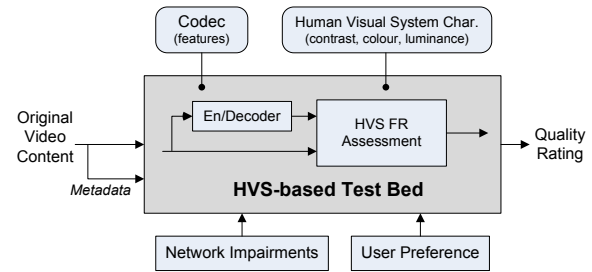 Codec
(features)
Human Visual System Char.
(contrast, colour, luminance)
Original
Video
Content
Metadata
En/Decoder
HVS FR
Assessment
HVS-based Test Bed
Quality
Rating
Network Impairments
User Preference